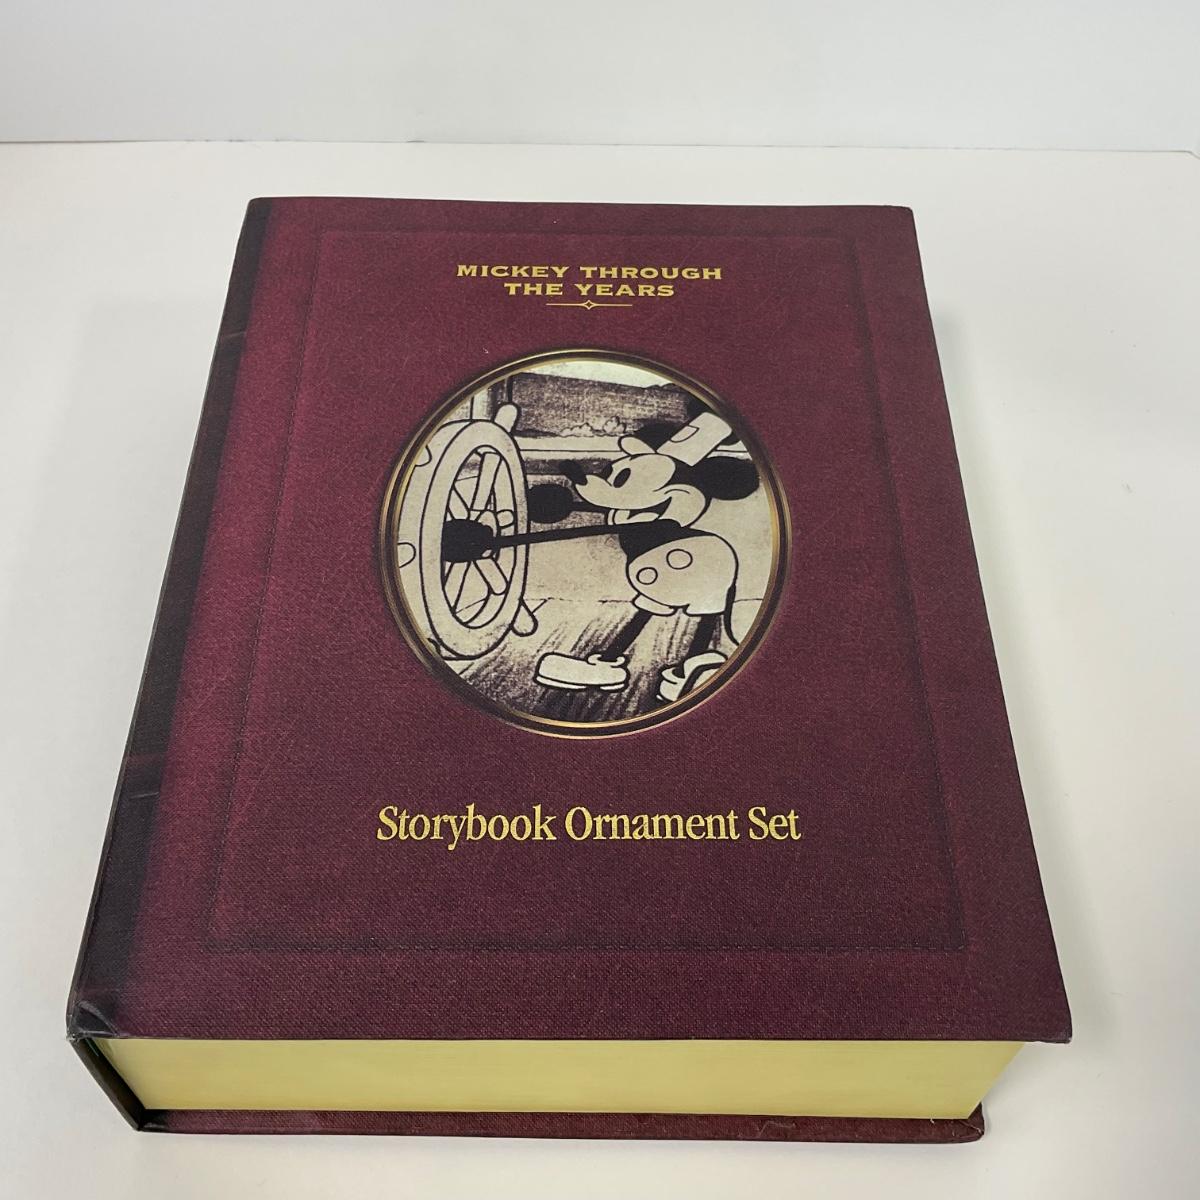 MICKEY THROUGH
THE YEARS
Storybook Ornament Set